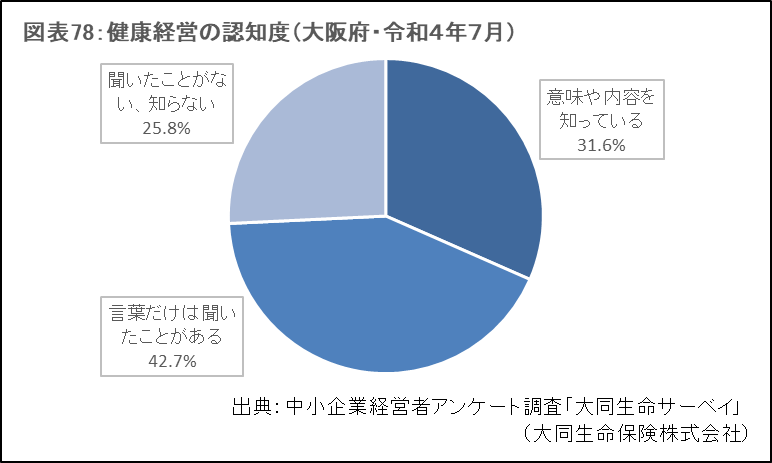 図表78：健康経営の認知度（大阪府・令和４年７月）
聞いたことがな
い、知らない
25.8%
意味や内容を
知っている
31.6%
言葉だけは聞い
たことがある
42.7%
出典：中小企業経営者アンケート調査「大同生命サーベイ」
（大同生命保険株式会社）